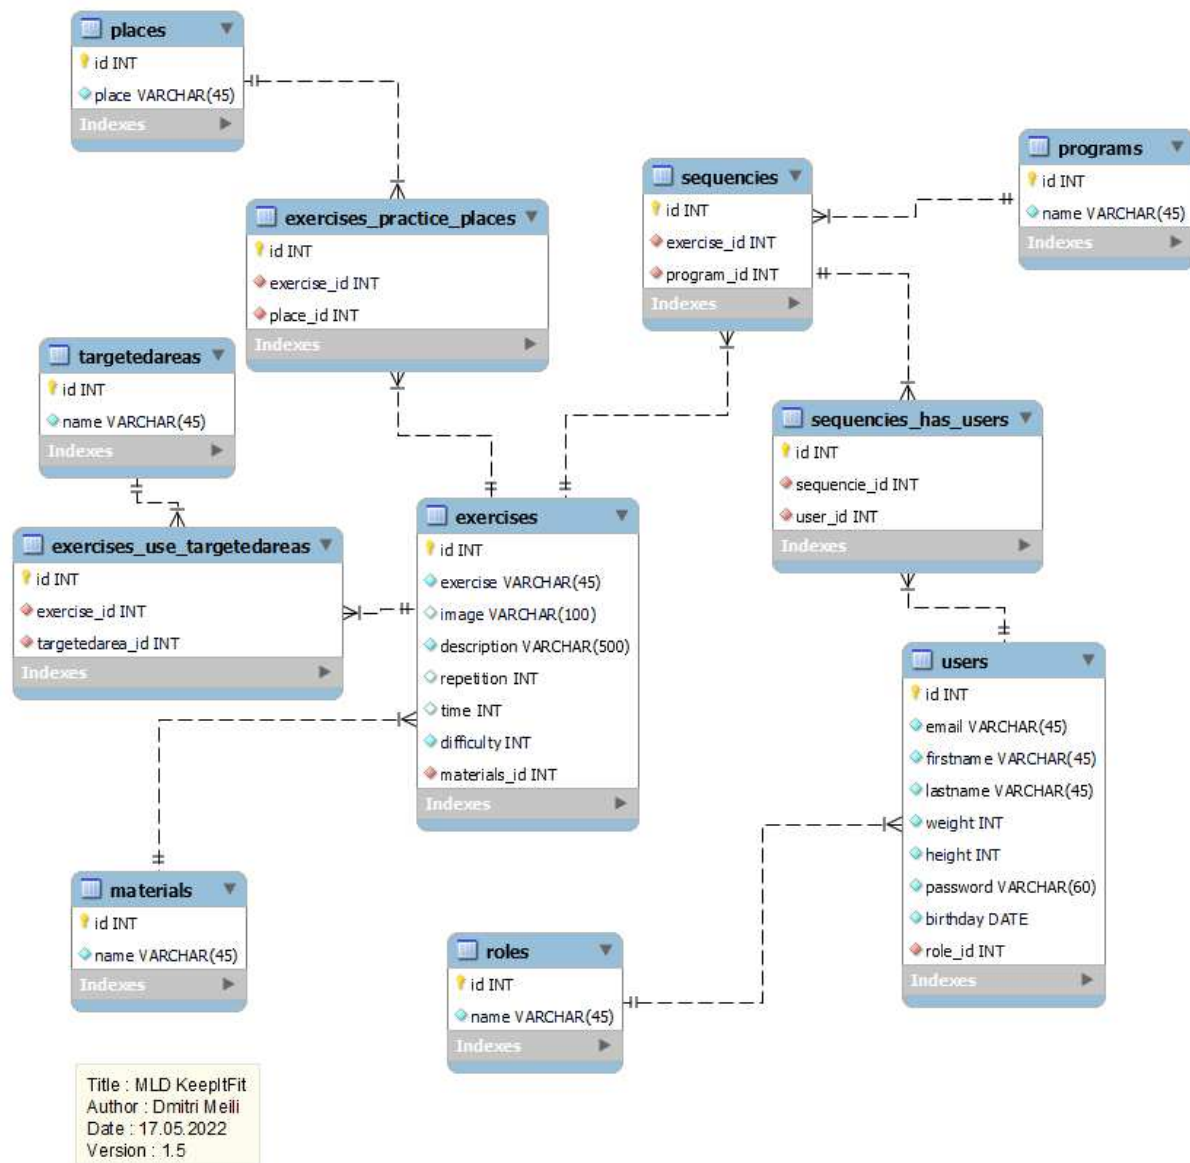 places
id INT
place VARCHAR(45)
Indexes
programs
id INT
name VARCHAR(45)
Indexes
sequencies
id INT
exercise_id INT
program_id INT
Indexes
exercises_practice_places
id INT
exercise_id INT
place_id INT
Indexes
targetedareas
id INT
name VARCHAR(45)
Indexes
sequencies_has_users
id INT
sequencie_id INT
user_id INT
Indexes
exercises
id INT
exercise VARCHAR(45)
image VARCHAR(100)
description VARCHAR(500)
repetition INT
time INT
difficulty INT
materials_id INT
Indexes
exercises_use_targetedareas
id INT
exercise_id INT
targetedarea_id INT
Indexes
users
id INT
email VARCHAR(45)
firstname VARCHAR(45)
lastname VARCHAR(45)
weight INT
height INT
password VARCHAR(60)
birthday DATE
role_id INT
Indexes
materials
id INT
name VARCHAR(45)
Indexes
roles
id INT
name VARCHAR(45)
Indexes
Title : MLD KeepItFit
Author : Dmitri Meili
Date : 17.05.2022
Version : 1.5